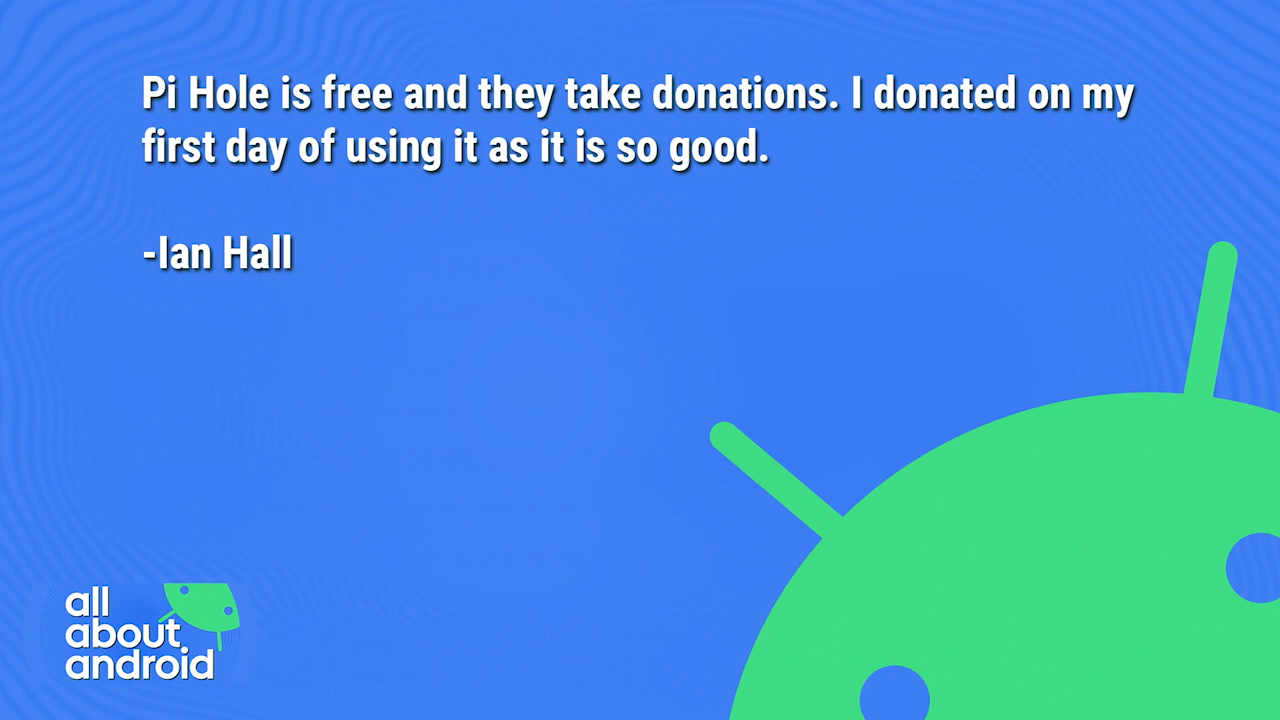 Pi Hole is free and they take donations. I donated on my
first day of using it as it is so good.
-Ian Hall
all
about
android